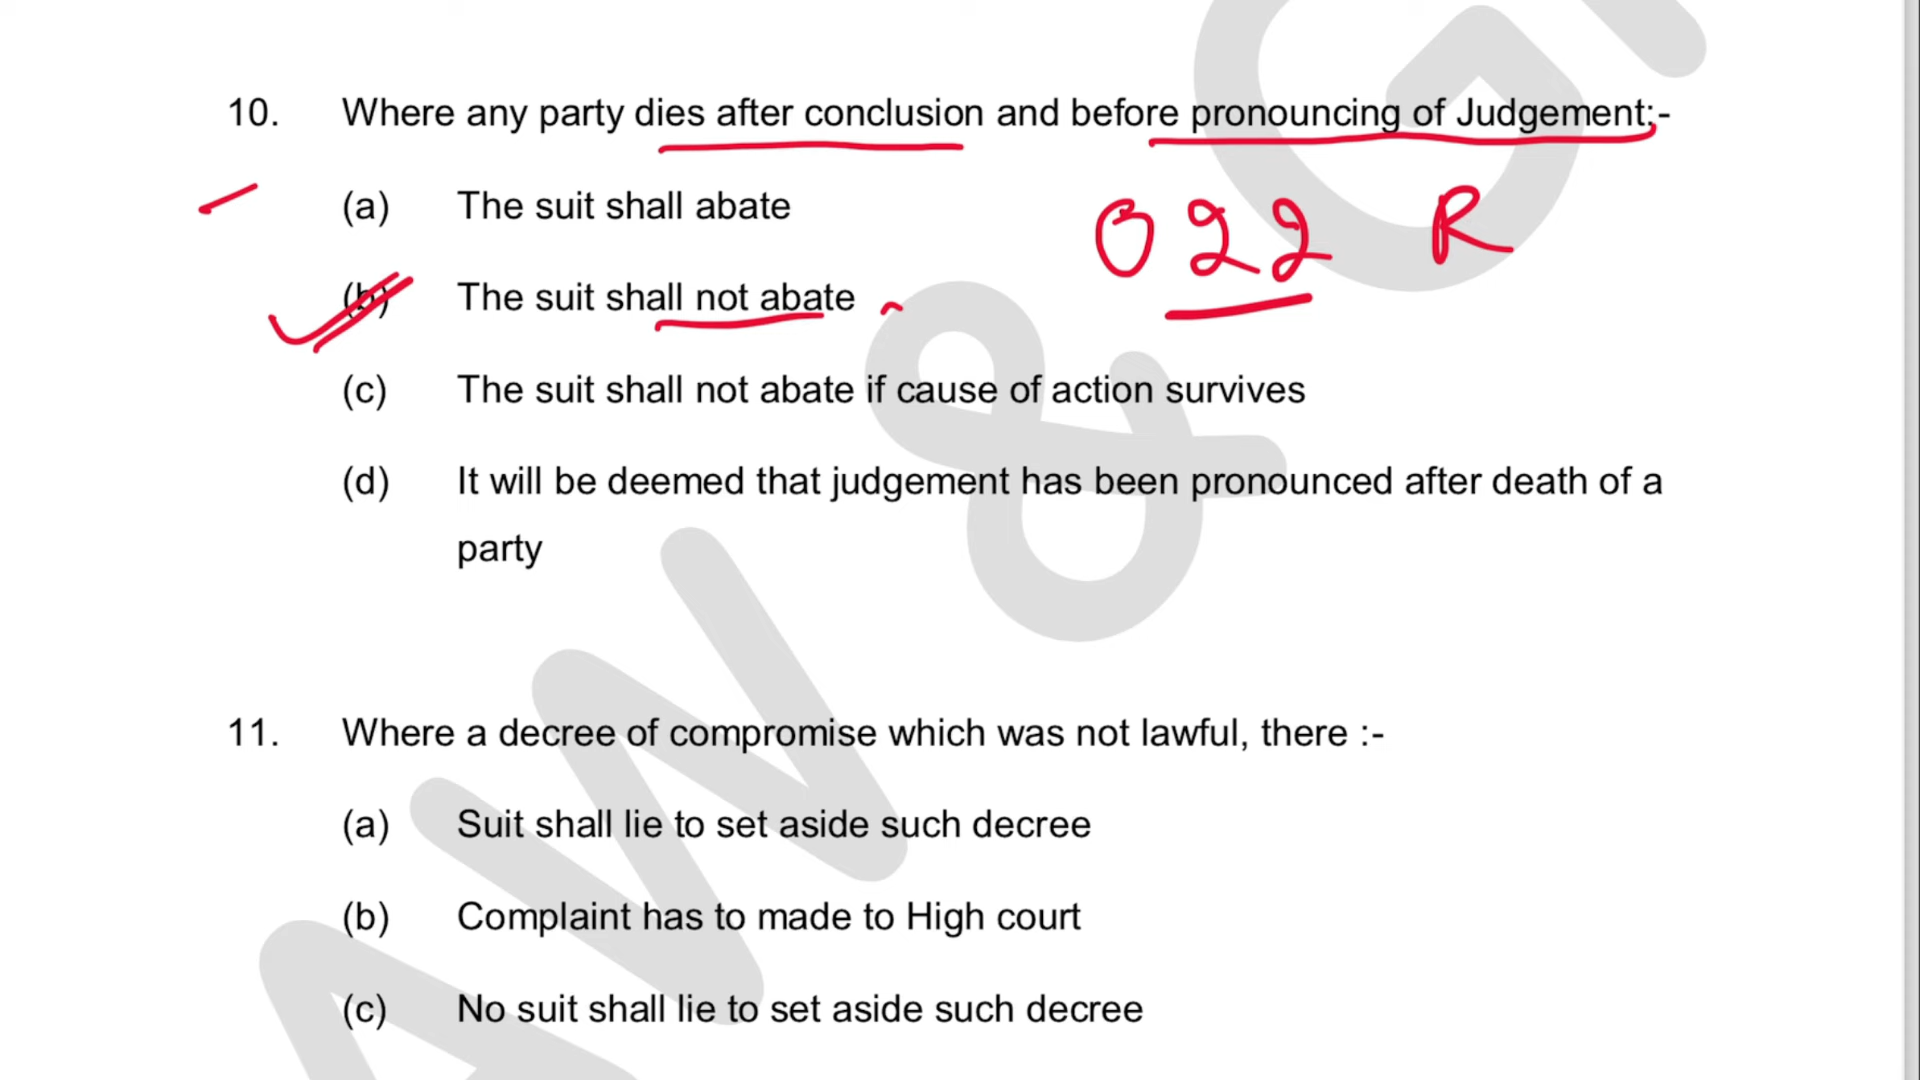 10. Where any party dies after conclusion and before pronouncing of Judgement:-
(a) The suit shall abate
O 22 R
(b) The suit shall not abate
(c) The suit shall not abate if cause of action survives
(d) It will be deemed that judgement has been pronounced after death of a
party
11. Where a decree of compromise which was not lawful, there :-
(a) Suit shall lie to set aside such decree
(b) Complaint has to made to High court
(c) No suit shall lie to set aside such decree